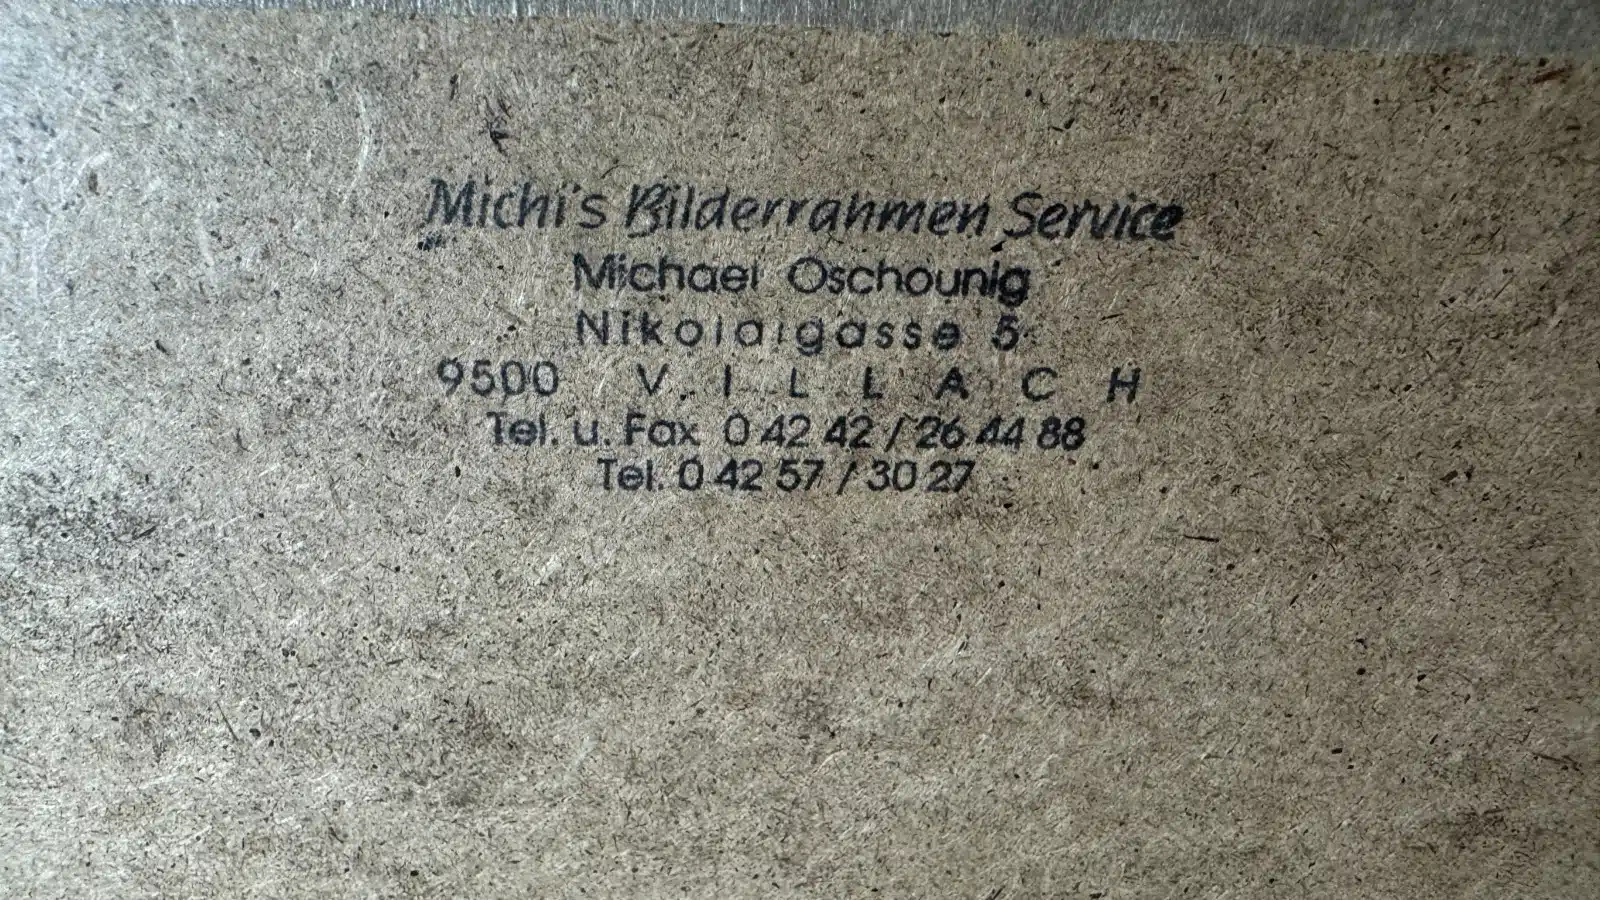 Michi's Bilderrahmen Service
Michael Oschounig
Nikolaigasse 5
9500 VILLACH
Tel. u. Fax 0 42 42 / 26 44 88
Tel. 0 42 57 / 30 27